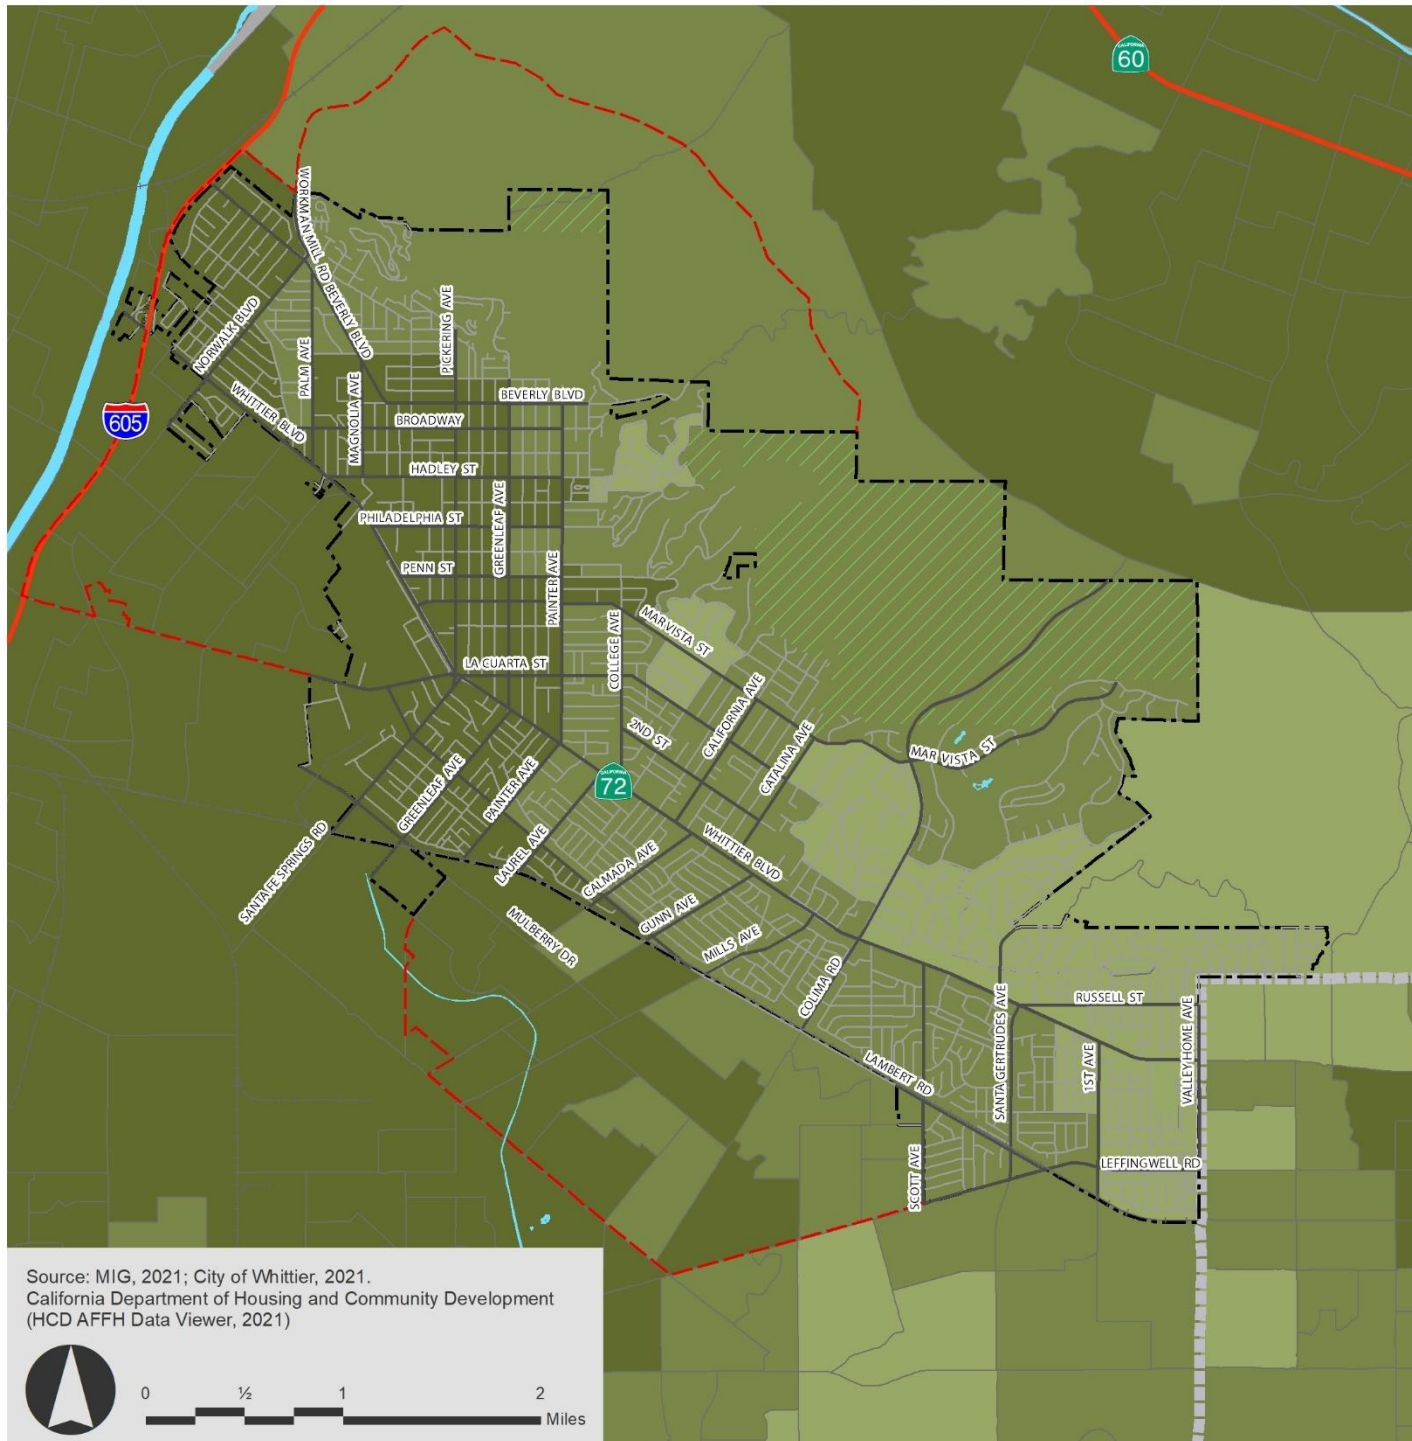 CALIFORNIA
60
WORKMAN MILL RD
BEVERLY BLVD
NORWALK BLVD
PALM AVE
PICKERING AVE
MAGNOLIA AVE
WHITTIER BLVD
BEVERLY BLVD
BROADWAY
605
HADLEY ST
GREENLEAF AVE
PHILADELPHIA ST
PENN ST
PAINTER AVE
COLLEGE AVE
MAR VISTA ST
LA CUARTA ST
CALIFORNIA AVE
2ND ST
CATALINA AVE
MAR VISTA ST
CALIFORNIA
72
GREENLEAF AVE
PAINTER AVE
SANTA FE SPRINGS RD
LAUREL AVE
CALMADA AVE
WHITTIER BLVD
MULBERRY DR
GUNN AVE
MILLS AVE
COLIMA RD
SANTA GERTRUDES AVE
RUSSELL ST
VALLEY HOME AVE
1ST AVE
LAMBERT RD
SCOTT AVE
LEFFINGWELL RD
Source: MIG, 2021; City of Whittier, 2021.
California Department of Housing and Community Development
(HCD AFFH Data Viewer, 2021)
0 ½ 1 2
Miles